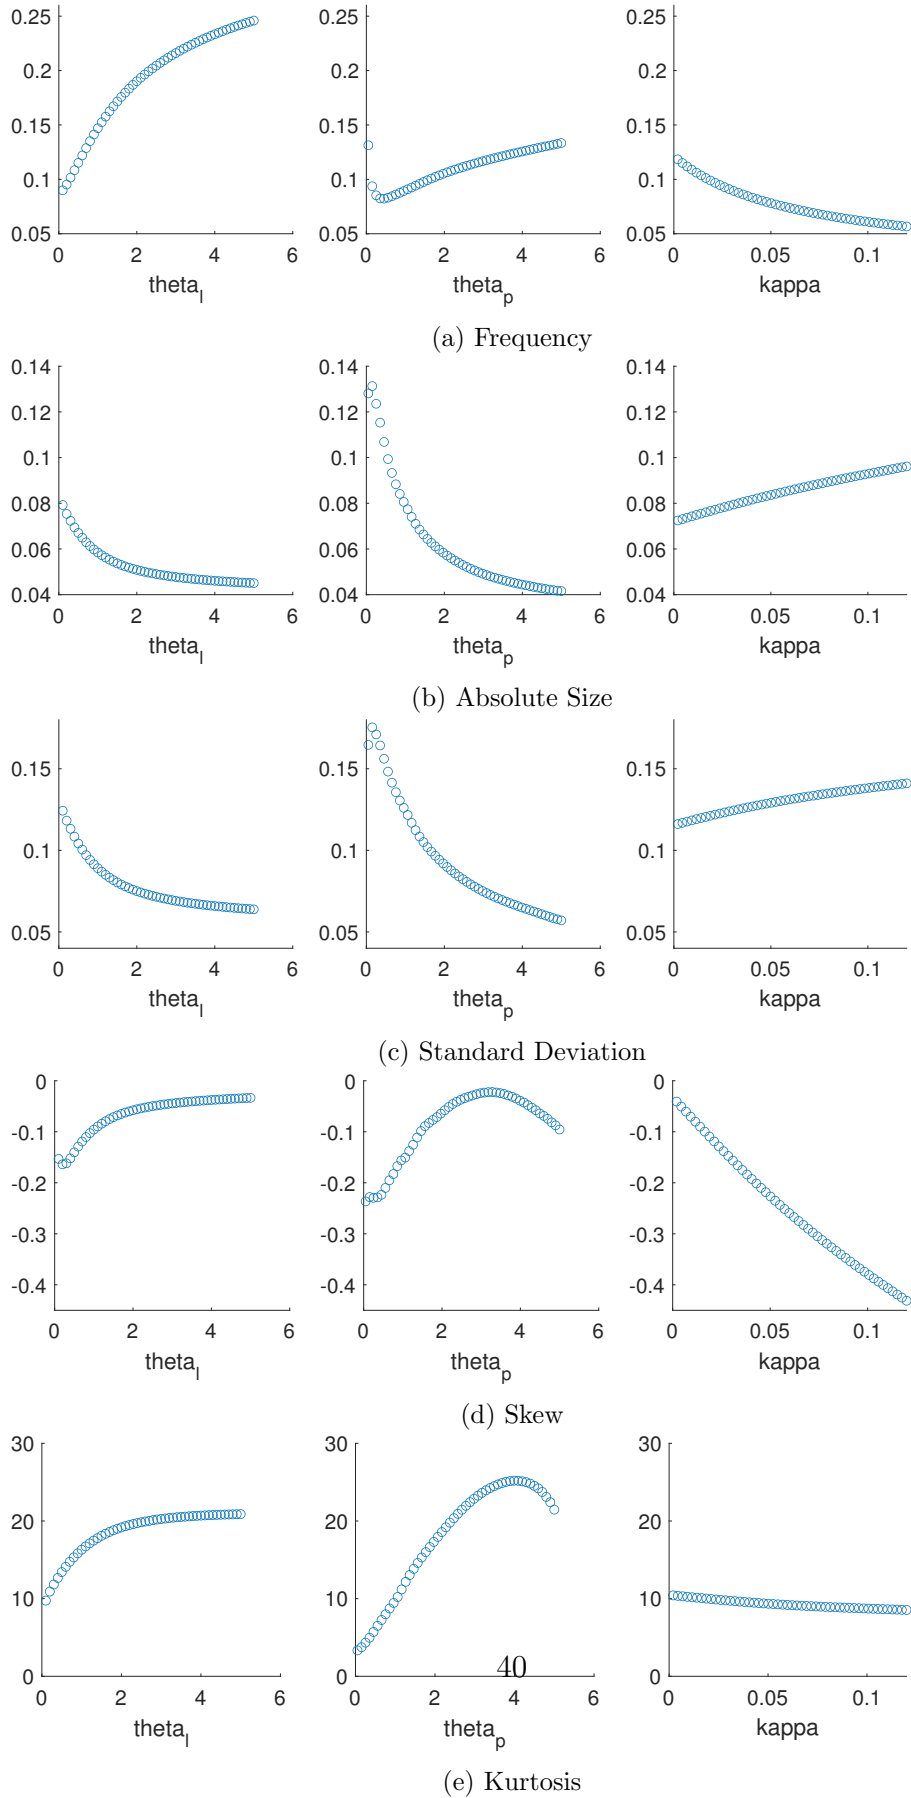 0.25 0.25 0.25
0.2 0.2 0.2
0.15 0.15 0.15
0.1 0.1 0.1
0.05 0.05 0.05
0 2 4 6 0 2 4 6 0 0.05 0.1
theta_l theta_p kappa
(a) Frequency
0.14 0.14 0.14
0.12 0.12 0.12
0.1 0.1 0.1
0.08 0.08 0.08
0.06 0.06 0.06
0.04 0.04 0.04
0 2 4 6 0 2 4 6 0 0.05 0.1
theta_l theta_p kappa
(b) Absolute Size
0.15 0.15 0.15
0.1 0.1 0.1
0.05 0.05 0.05
0 2 4 6 0 2 4 6 0 0.05 0.1
theta_l theta_p kappa
(c) Standard Deviation
0 0 0
-0.1 -0.1 -0.1
-0.2 -0.2 -0.2
-0.3 -0.3 -0.3
-0.4 -0.4 -0.4
0 2 4 6 0 2 4 6 0 0.05 0.1
theta_l theta_p kappa
(d) Skew
30 30 30
20 20 20
10 10 10
0 0 0
40
0 2 4 6 0 2 4 6 0 0.05 0.1
theta_l theta_p kappa
(e) Kurtosis